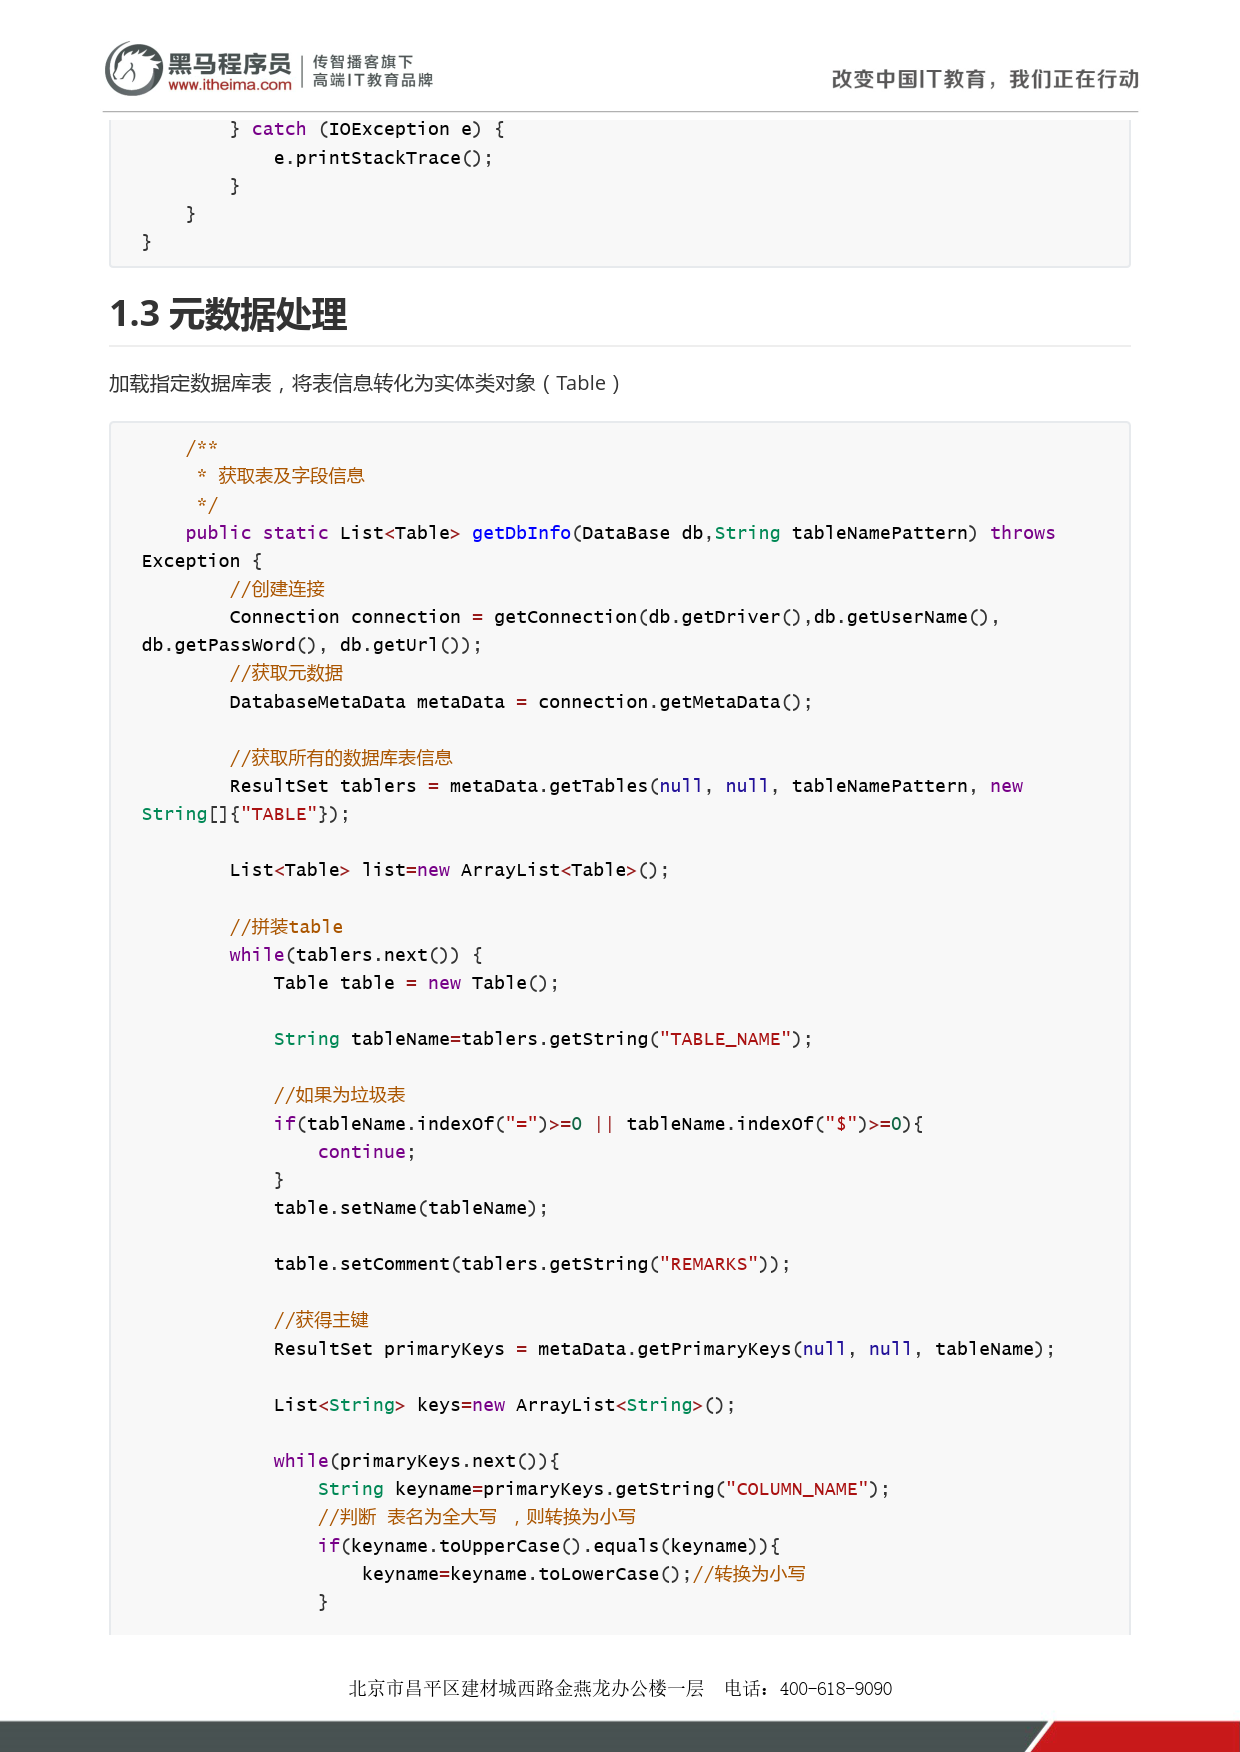 黑马程序员
www.itheima.com
传智播客旗下
高端IT教育品牌
改变中国IT教育，我们正在行动
        } catch (IOException e) {
            e.printStackTrace();
        }
    }
}
1.3 元数据处理
加载指定数据库表，将表信息转化为实体类对象（Table）
    /**
     * 获取表及字段信息
     */
    public static List<Table> getDbInfo(DataBase db,String tableNamePattern) throws
Exception {
        //创建连接
        Connection connection = getConnection(db.getDriver(),db.getUserName(),
db.getPassWord(), db.getUrl());
        //获取元数据
        DatabaseMetaData metaData = connection.getMetaData();
        //获取所有的数据库表信息
        ResultSet tablers = metaData.getTables(null, null, tableNamePattern, new
String[]{"TABLE"});
        List<Table> list=new ArrayList<Table>();
        //拼装table
        while(tablers.next()) {
            Table table = new Table();
            String tableName=tablers.getString("TABLE_NAME");
            //如果为垃圾表
            if(tableName.indexOf("=")>=0 || tableName.indexOf("$")>=0){
                continue;
            }
            table.setName(tableName);
            table.setComment(tablers.getString("REMARKS"));
            //获得主键
            ResultSet primaryKeys = metaData.getPrimaryKeys(null, null, tableName);
            List<String> keys=new ArrayList<String>();
            while(primaryKeys.next()){
                String keyname=primaryKeys.getString("COLUMN_NAME");
                //判断 表名为全大写 ，则转换为小写
                if(keyname.toUpperCase().equals(keyname)){
                    keyname=keyname.toLowerCase();//转换为小写
                }
北京市昌平区建材城西路金燕龙办公楼一层  电话：400-618-9090